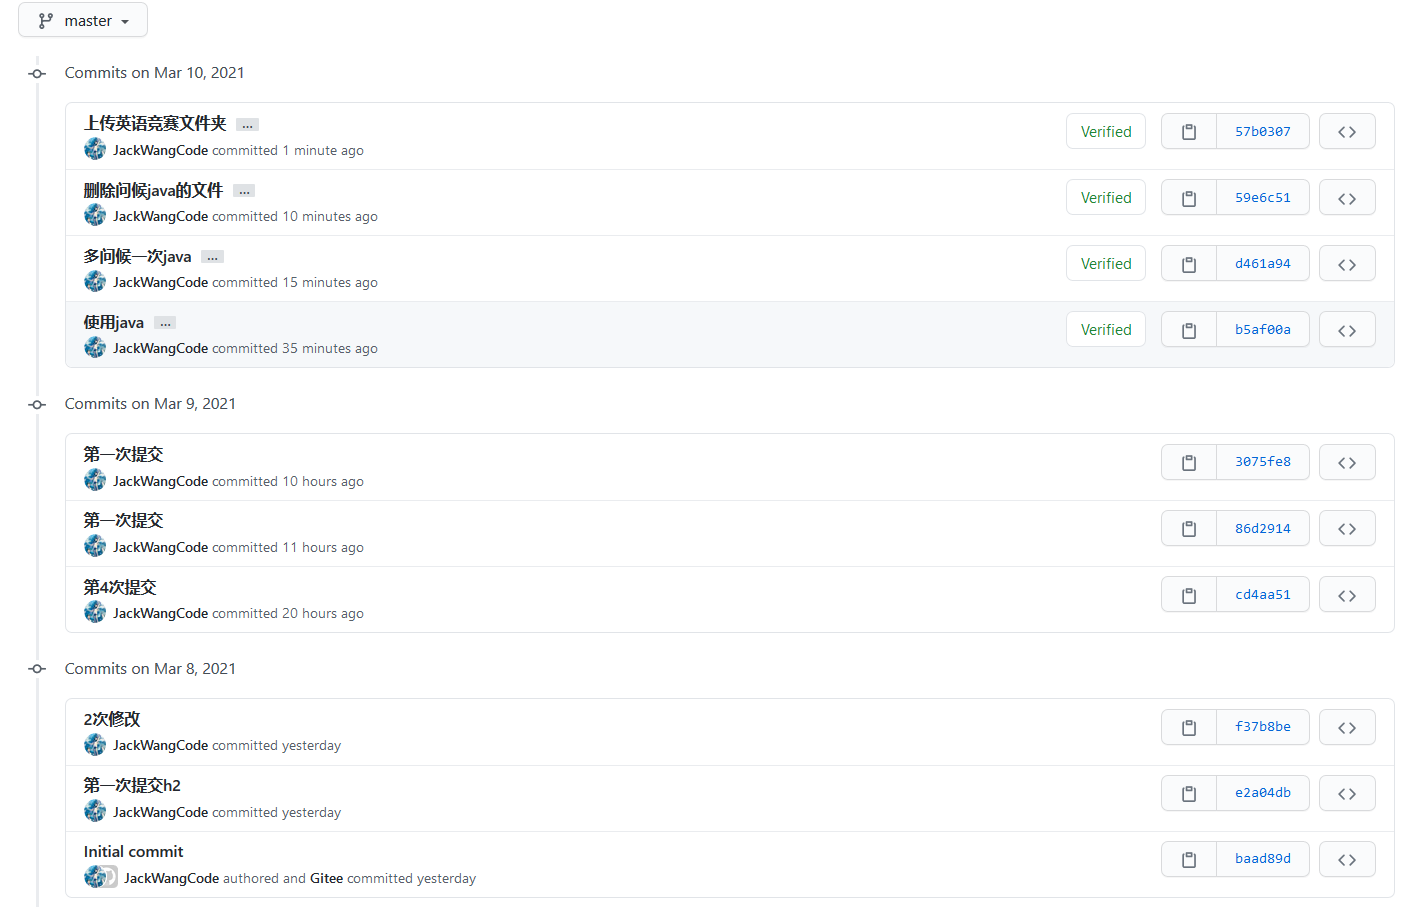 master
Commits on Mar 10, 2021
上传英语竞赛文件夹 …
JackWangCode committed 1 minute ago
Verified
57b0307
删除问候java的文件 …
JackWangCode committed 10 minutes ago
Verified
59e6c51
多问候一次java …
JackWangCode committed 15 minutes ago
Verified
d461a94
使用java …
JackWangCode committed 35 minutes ago
Verified
b5af00a
Commits on Mar 9, 2021
第一次提交
JackWangCode committed 10 hours ago
3075fe8
第一次提交
JackWangCode committed 11 hours ago
86d2914
第4次提交
JackWangCode committed 20 hours ago
cd4aa51
Commits on Mar 8, 2021
2次修改
JackWangCode committed yesterday
f37b8be
第一次提交h2
JackWangCode committed yesterday
e2a04db
Initial commit
JackWangCode authored and Gitee committed yesterday
baad89d